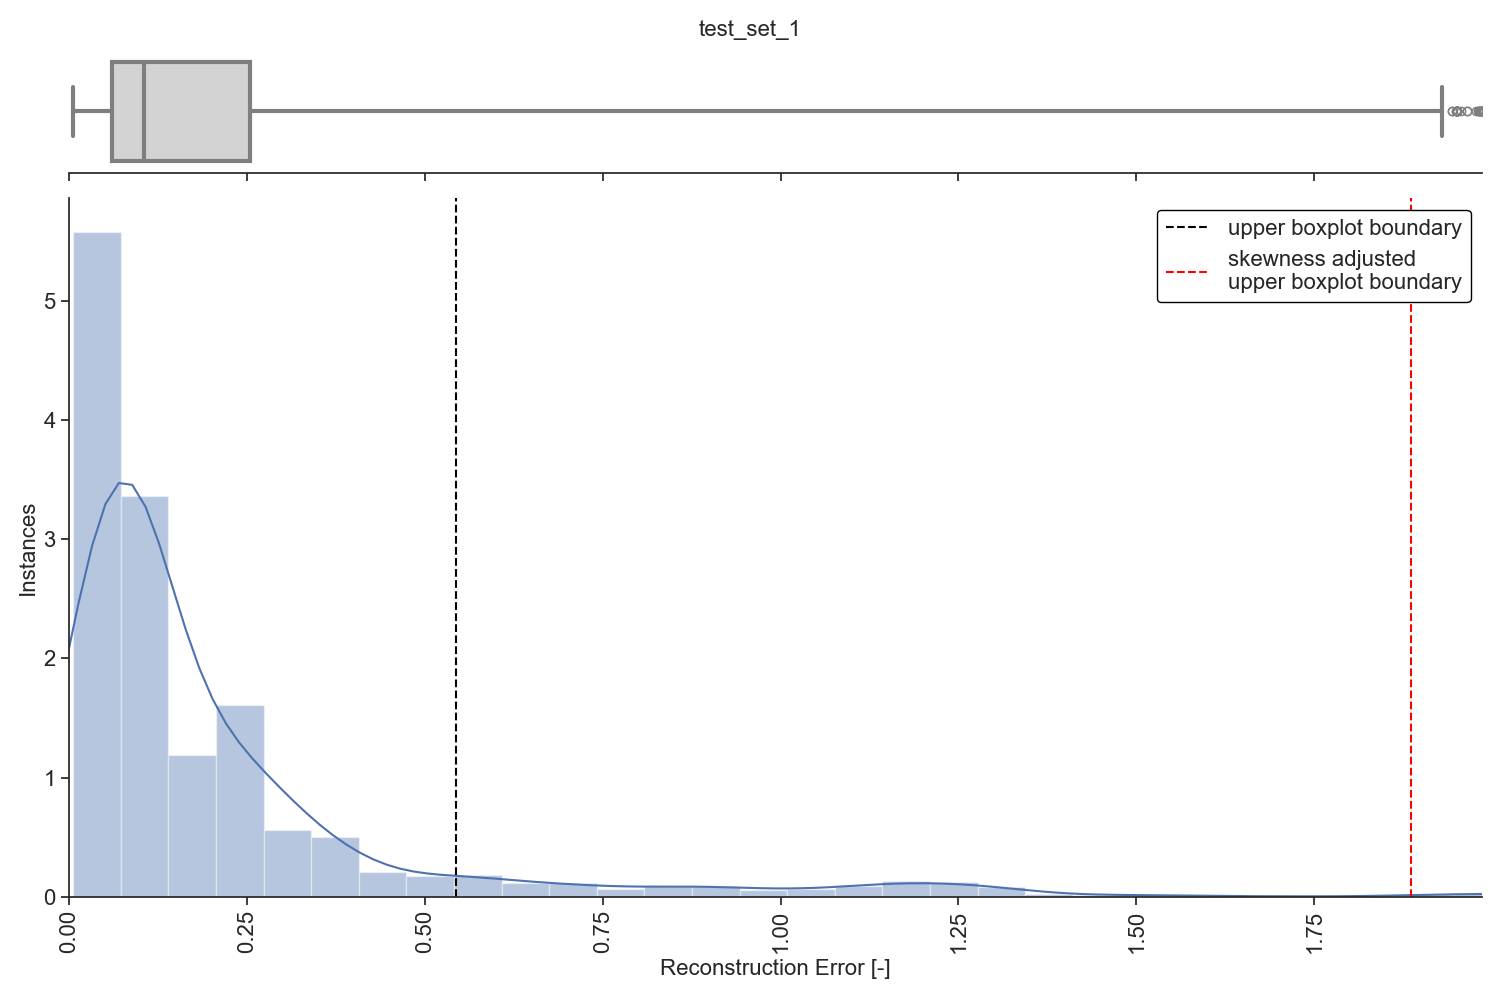 test_set_1
upper boxplot boundary
skewness adjusted
upper boxplot boundary
5
4
3
2
1
0
Instances
0.00
0.25
0.50
0.75
1.00
1.25
1.50
1.75
Reconstruction Error [-]